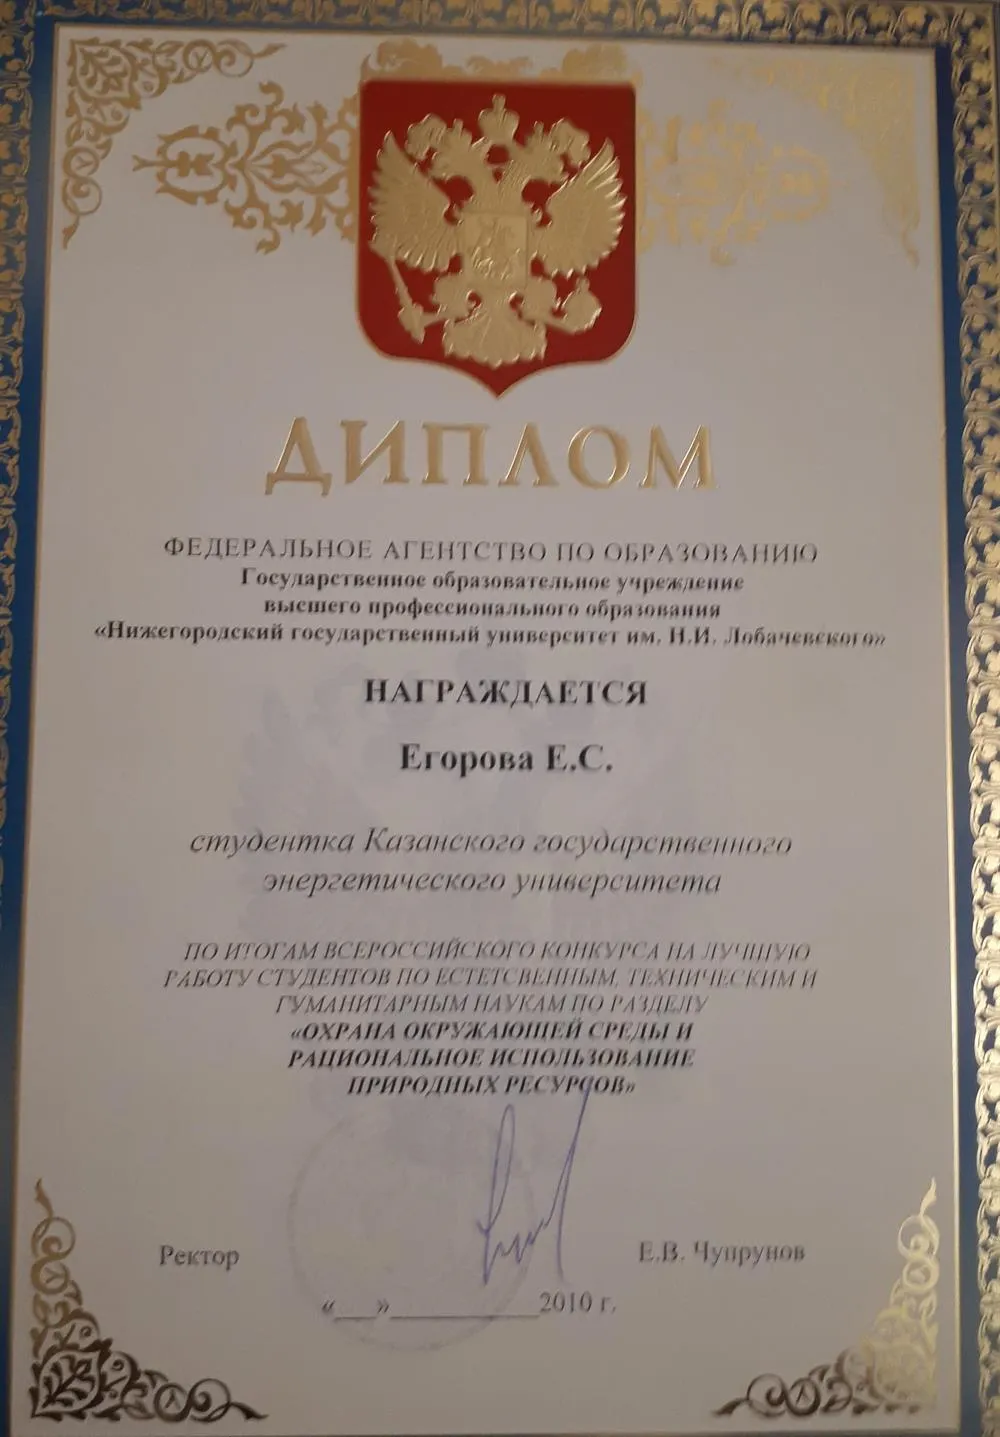 ДИПЛОМ
ФЕДЕРАЛЬНОЕ АГЕНТСТВО ПО ОБРАЗОВАНИЮ
Государственное образовательное учреждение
высшего профессионального образования
«Нижегородский государственный университет им. Н.И. Лобачевского»
НАГРАЖДАЕТСЯ
Егорова Е.С.
студентка Казанского государственного
энергетического университета
ПО ИТОГАМ ВСЕРОССИЙСКОГО КОНКУРСА НА ЛУЧШУЮ
РАБОТУ СТУДЕНТОВ ПО ЕСТЕТСВЕННЫМ, ТЕХНИЧЕСКИМ И
ГУМАНИТАРНЫМ НАУКАМ ПО РАЗДЕЛУ
«ОХРАНА ОКРУЖАЮЩЕЙ СРЕДЫ И
РАЦИОНАЛЬНОЕ ИСПОЛЬЗОВАНИЕ
ПРИРОДНЫХ РЕСУРСОВ»
Ректор Е.В. Чупрунов
«___»___________2010 г.